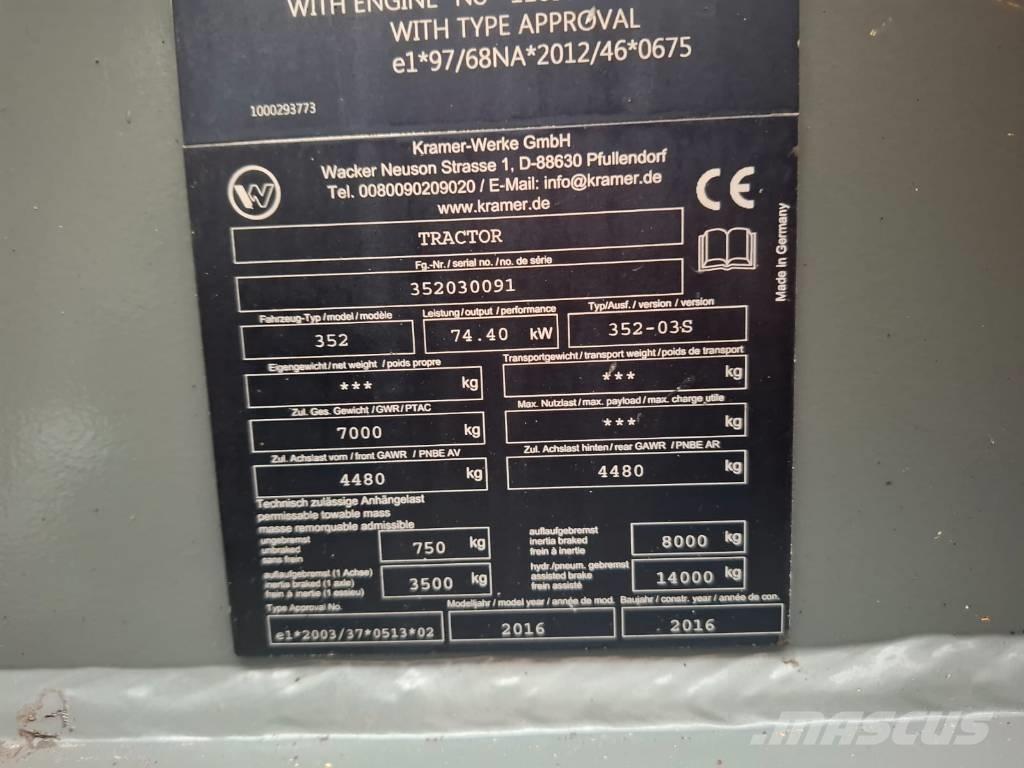 WITH ENGINE NO
WITH TYPE APPROVAL
e1*97/68NA*2012/46*0675
1000293773
Kramer-Werke GmbH
Wacker Neuson Strasse 1, D-88630 Pfullendorf
Tel. 0080090209020 / E-Mail: info@kramer.de
www.kramer.de
CE
Made in Germany
TRACTOR
Fg.-Nr. / serial no. / no. de série
352030091
Fahrzeug-Typ / model / modèle
352
Leistung / output / performance
74.40 kW
Typ/Ausf. / version / version
352-03S
Eigengewicht / net weight / poids propre
*** kg
Transportgewicht / transport weight / poids de transport
*** kg
Zul. Ges. Gewicht / GWR / PTAC
7000 kg
Max. Nutzlast / max. payload / max. charge utile
*** kg
Zul. Achslast vorn / front GAWR / PNBE AV
4480 kg
Zul. Achslast hinten / rear GAWR / PNBE AR
4480 kg
Technisch zulässige Anhängelast
permissable towable mass
masse remorquable admissible
ungebremst
unbraked
sans frein
750 kg
auflaufgebremst
inertia braked
frein à inertie
8000 kg
auflaufgebremst (1 Achse)
inertia braked (1 axle)
frein à inertie (1 essieu)
3500 kg
hydr./pneum. gebremst
assisted brake
frein assisté
14000 kg
Type Approval No.
e1*2003/37*0513*02
Modelljahr / model year / année de mod.
2016
Baujahr / constr. year / année de con.
2016
MASCUS